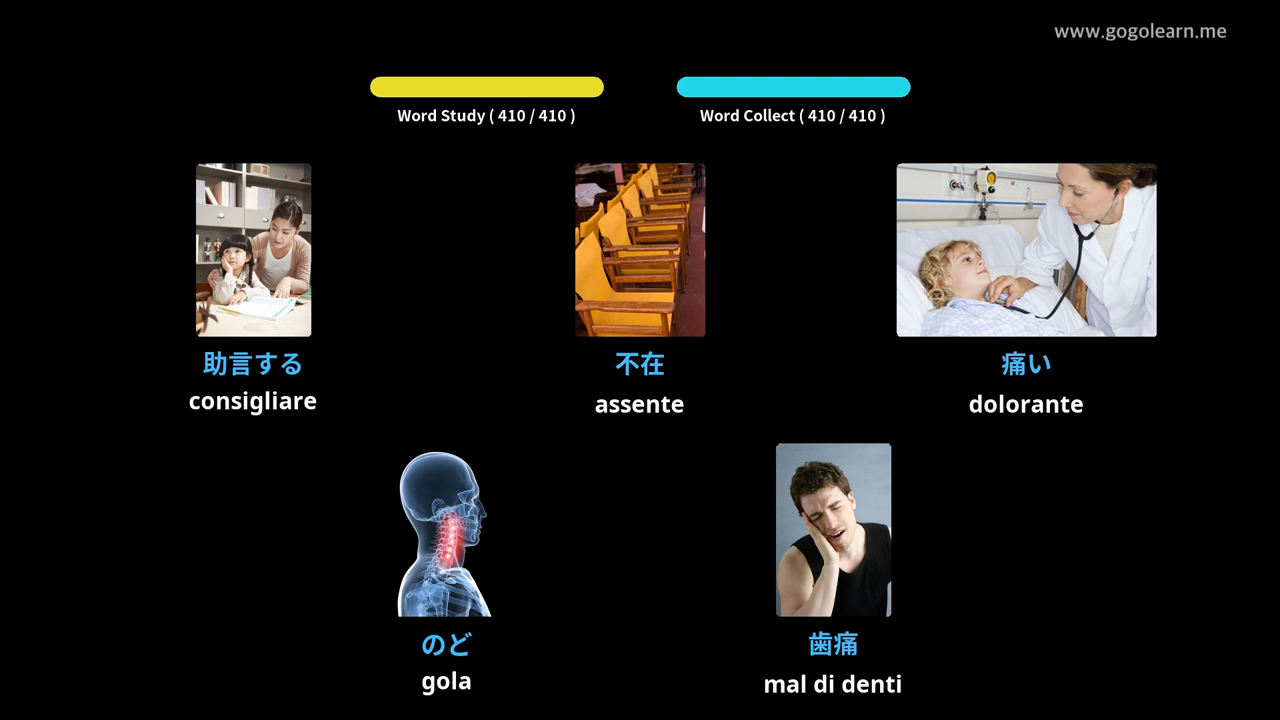 www.gogolearn.me
Word Study ( 410 / 410 )
Word Collect ( 410 / 410 )
助言する
consigliare
不在
assente
痛い
dolorante
のど
gola
歯痛
mal di denti